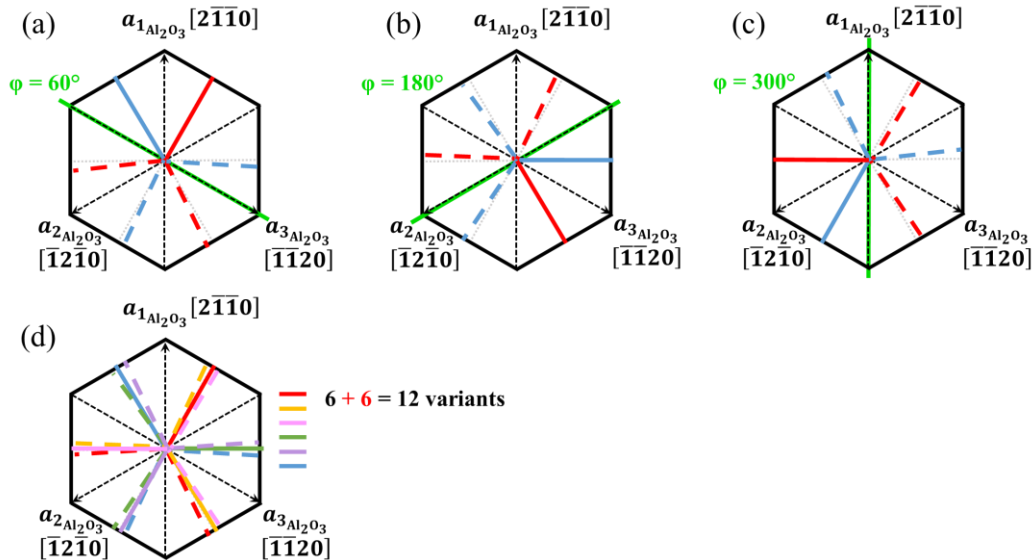 (a)
a₁Al₂O₃ [2̅1̅1̅0]
φ = 60°
a₂Al₂O₃
[1̅21̅0]
a₃Al₂O₃
[1̅1̅20]
(b)
a₁Al₂O₃ [21̅1̅0]
φ = 180°
a₂Al₂O₃
[1̅21̅0]
a₃Al₂O₃
[1̅1̅20]
(c)
a₁Al₂O₃ [21̅1̅0]
φ = 300°
a₂Al₂O₃
[1̅21̅0]
a₃Al₂O₃
[1̅1̅20]
(d)
a₁Al₂O₃ [21̅1̅0]
6 + 6 = 12 variants
a₂Al₂O₃
[1̅21̅0]
a₃Al₂O₃
[1̅1̅20]